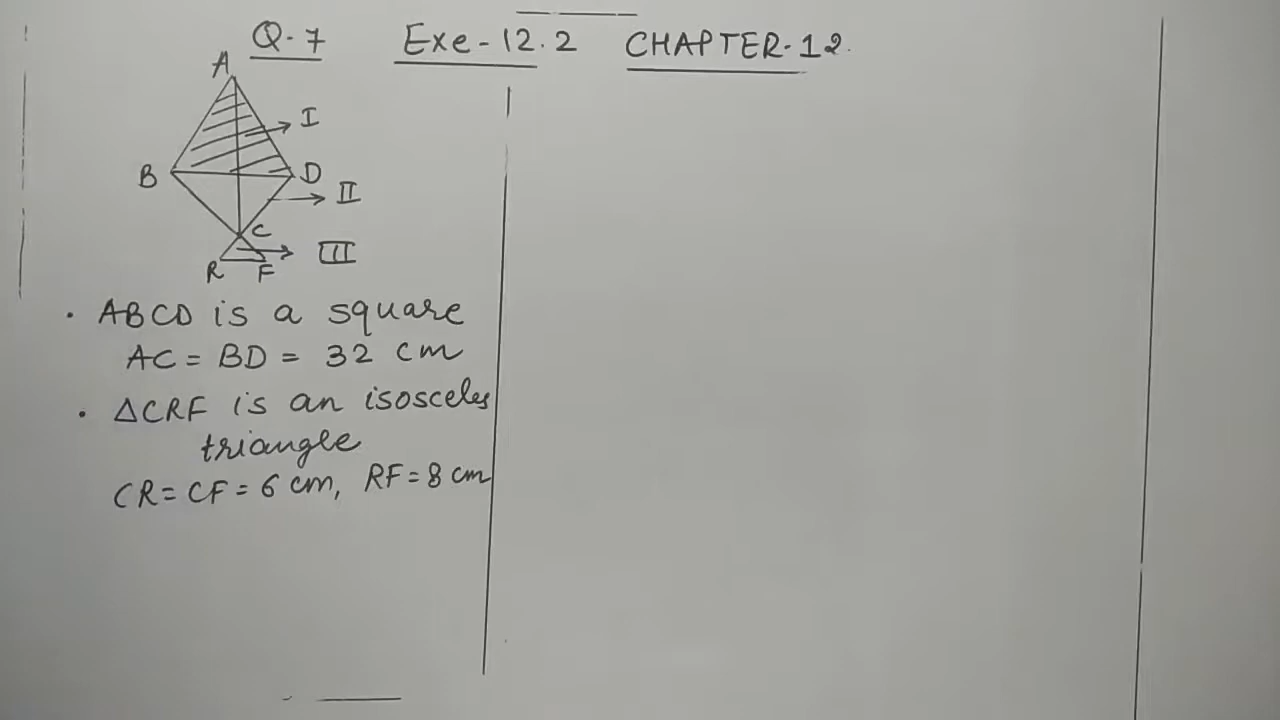 Q.7 Exe-12.2 CHAPTER-12.
A
I
B
D
II
C
III
R F
. ABCD is a square
AC = BD = 32 cm
. △CRF is an isosceles
triangle
CR = CF = 6 cm, RF = 8 cm